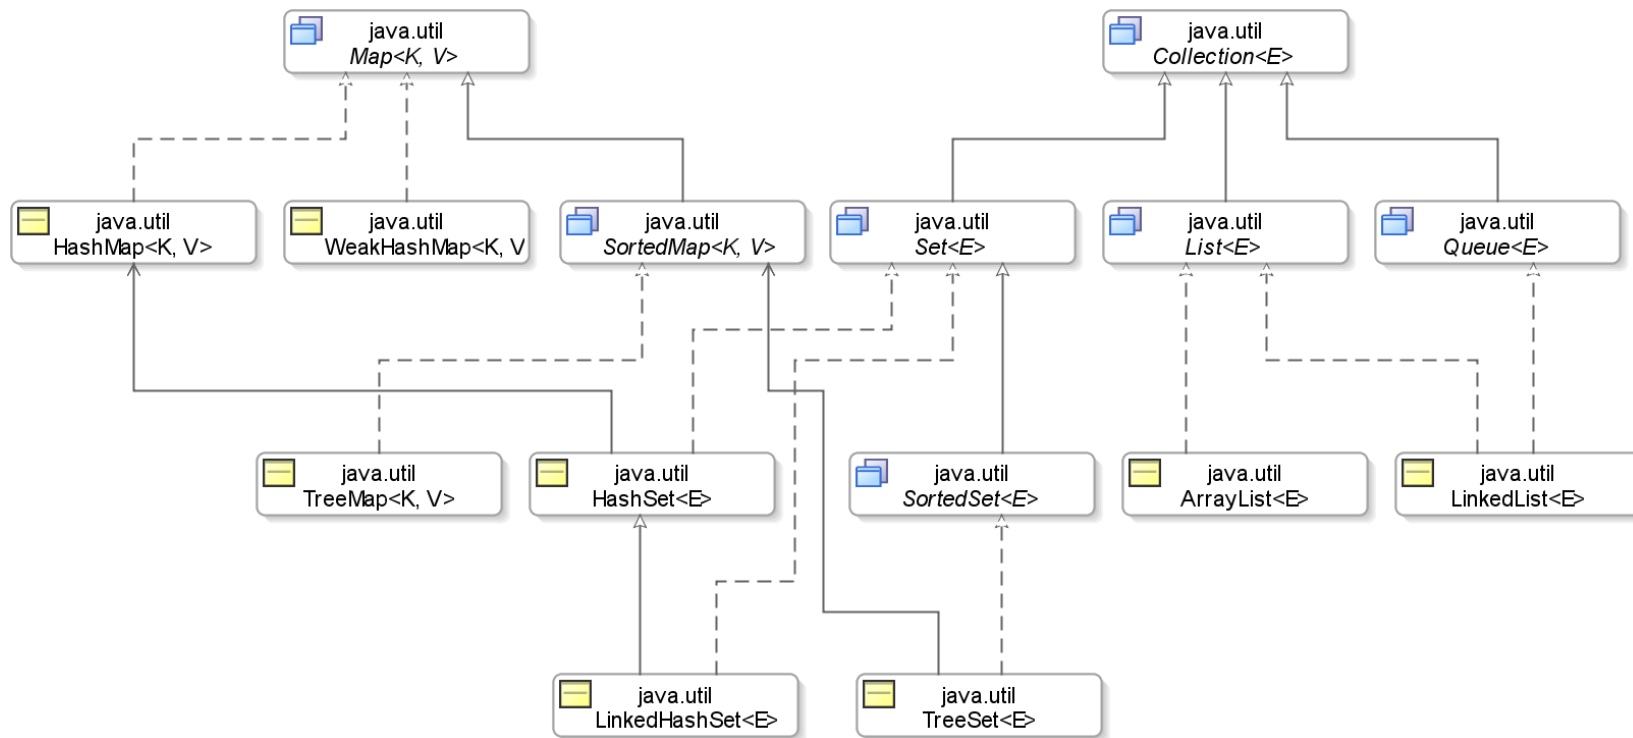 java.util
Map<K, V>
java.util
Collection<E>
java.util
HashMap<K, V>
java.util
WeakHashMap<K, V
java.util
SortedMap<K, V>
java.util
Set<E>
java.util
List<E>
java.util
Queue<E>
java.util
TreeMap<K, V>
java.util
HashSet<E>
java.util
SortedSet<E>
java.util
ArrayList<E>
java.util
LinkedList<E>
java.util
LinkedHashSet<E>
java.util
TreeSet<E>